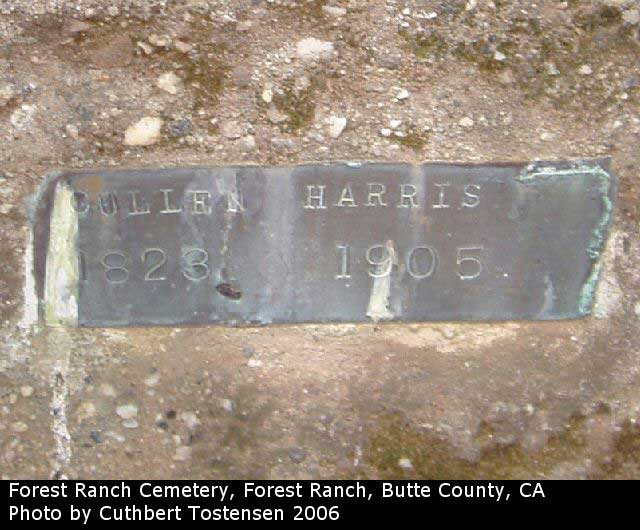 CULLEN HARRIS
1823 1905
Forest Ranch Cemetery, Forest Ranch, Butte County, CA
Photo by Cuthbert Tostensen 2006